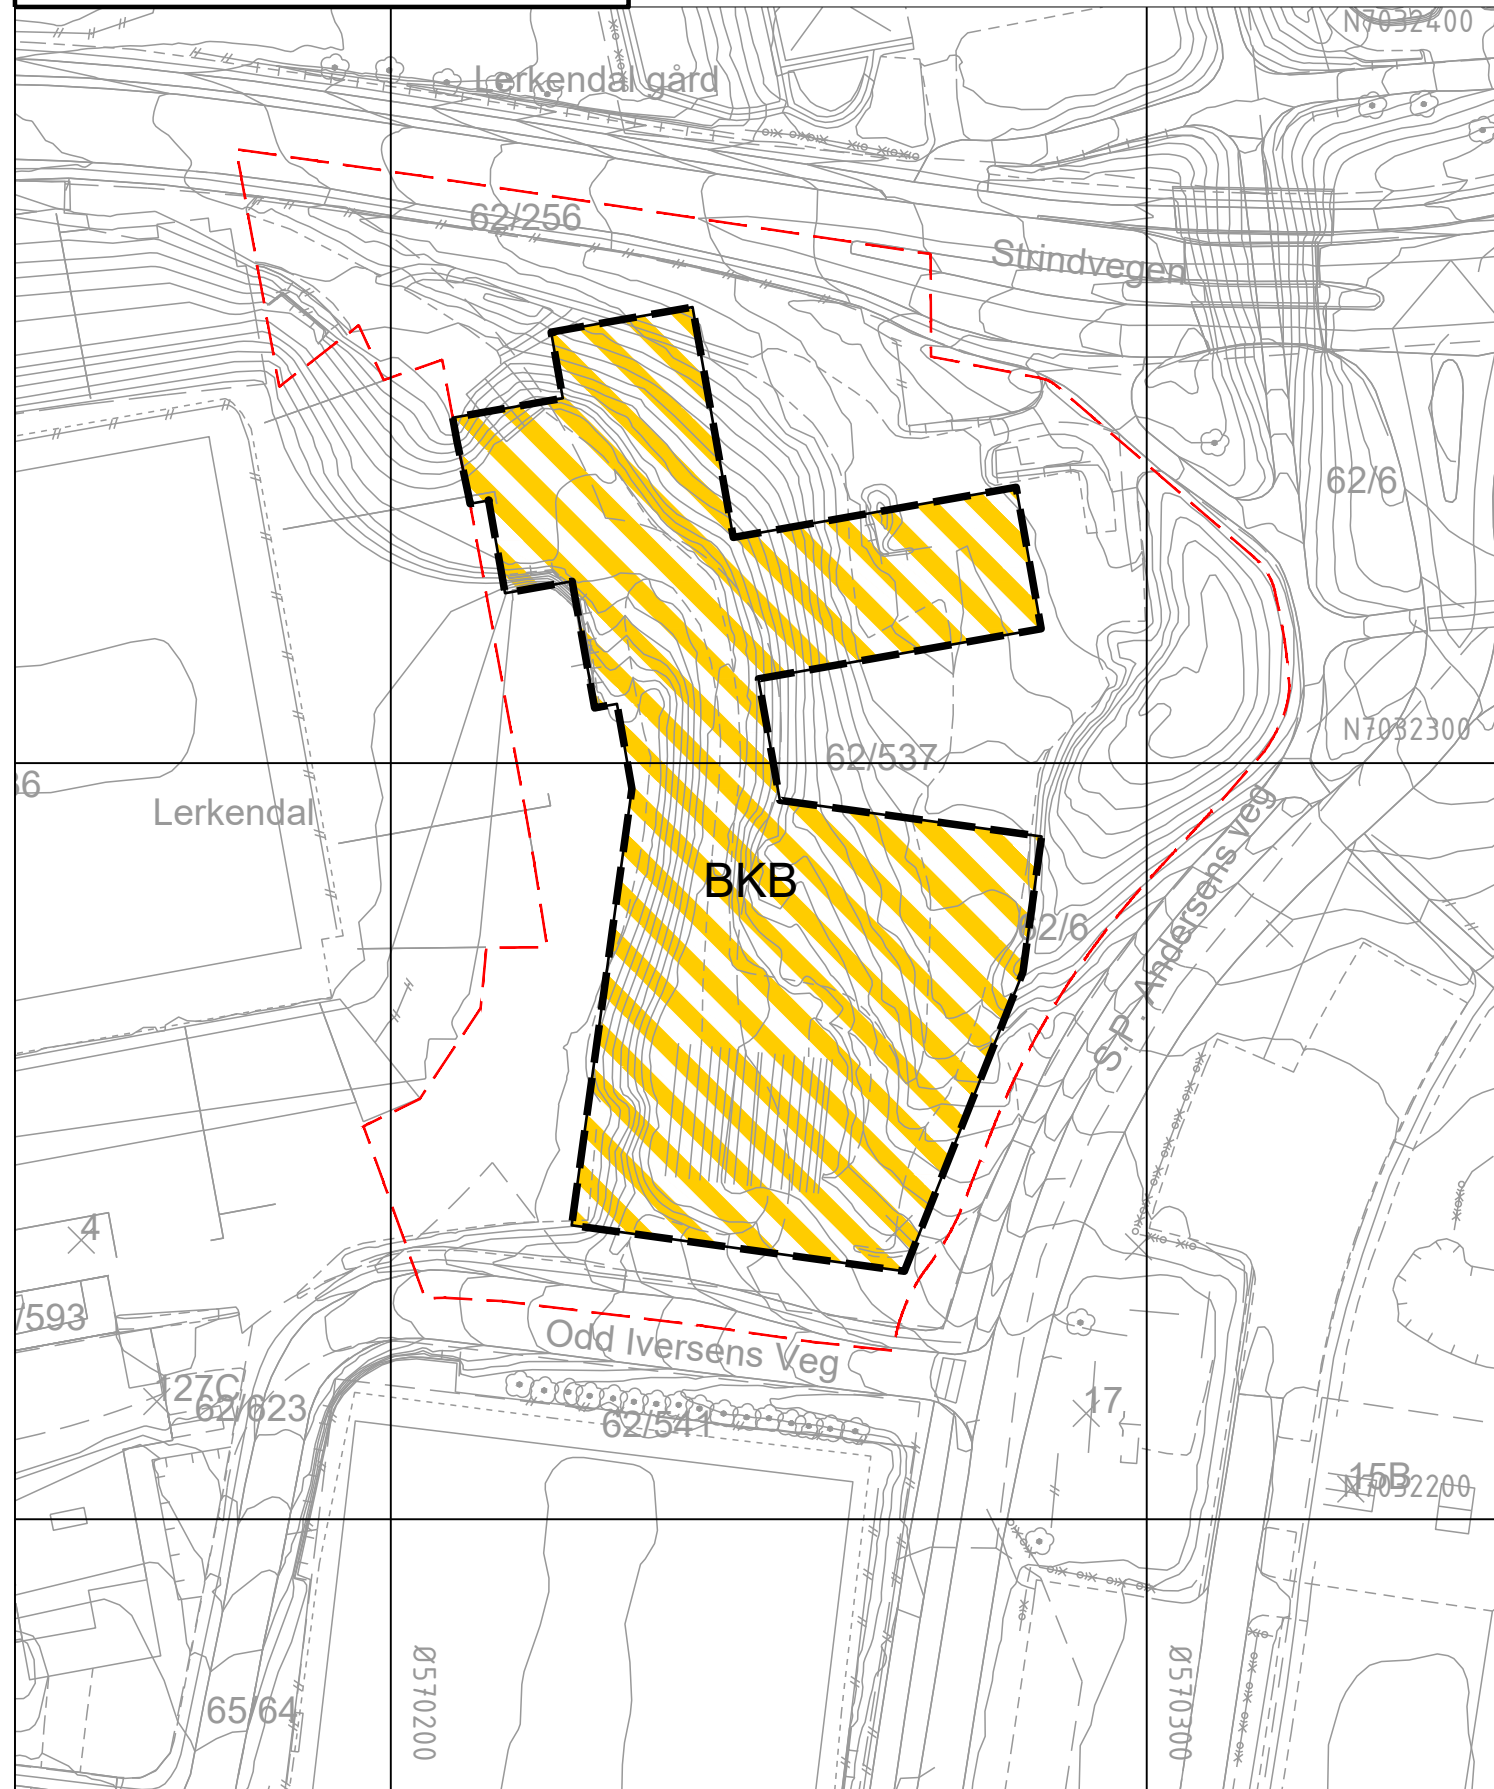 N7032400
Lerkendal gård
62/256
Strindvegen
62/6
N7032300
62/537
Lerkendal
BKB
62/6
S.P. Andersens veg
4
/593
Odd Iversens Veg
127C
62/623
62/541
17
15B
N7032200
65/64
Ø570200
Ø570300